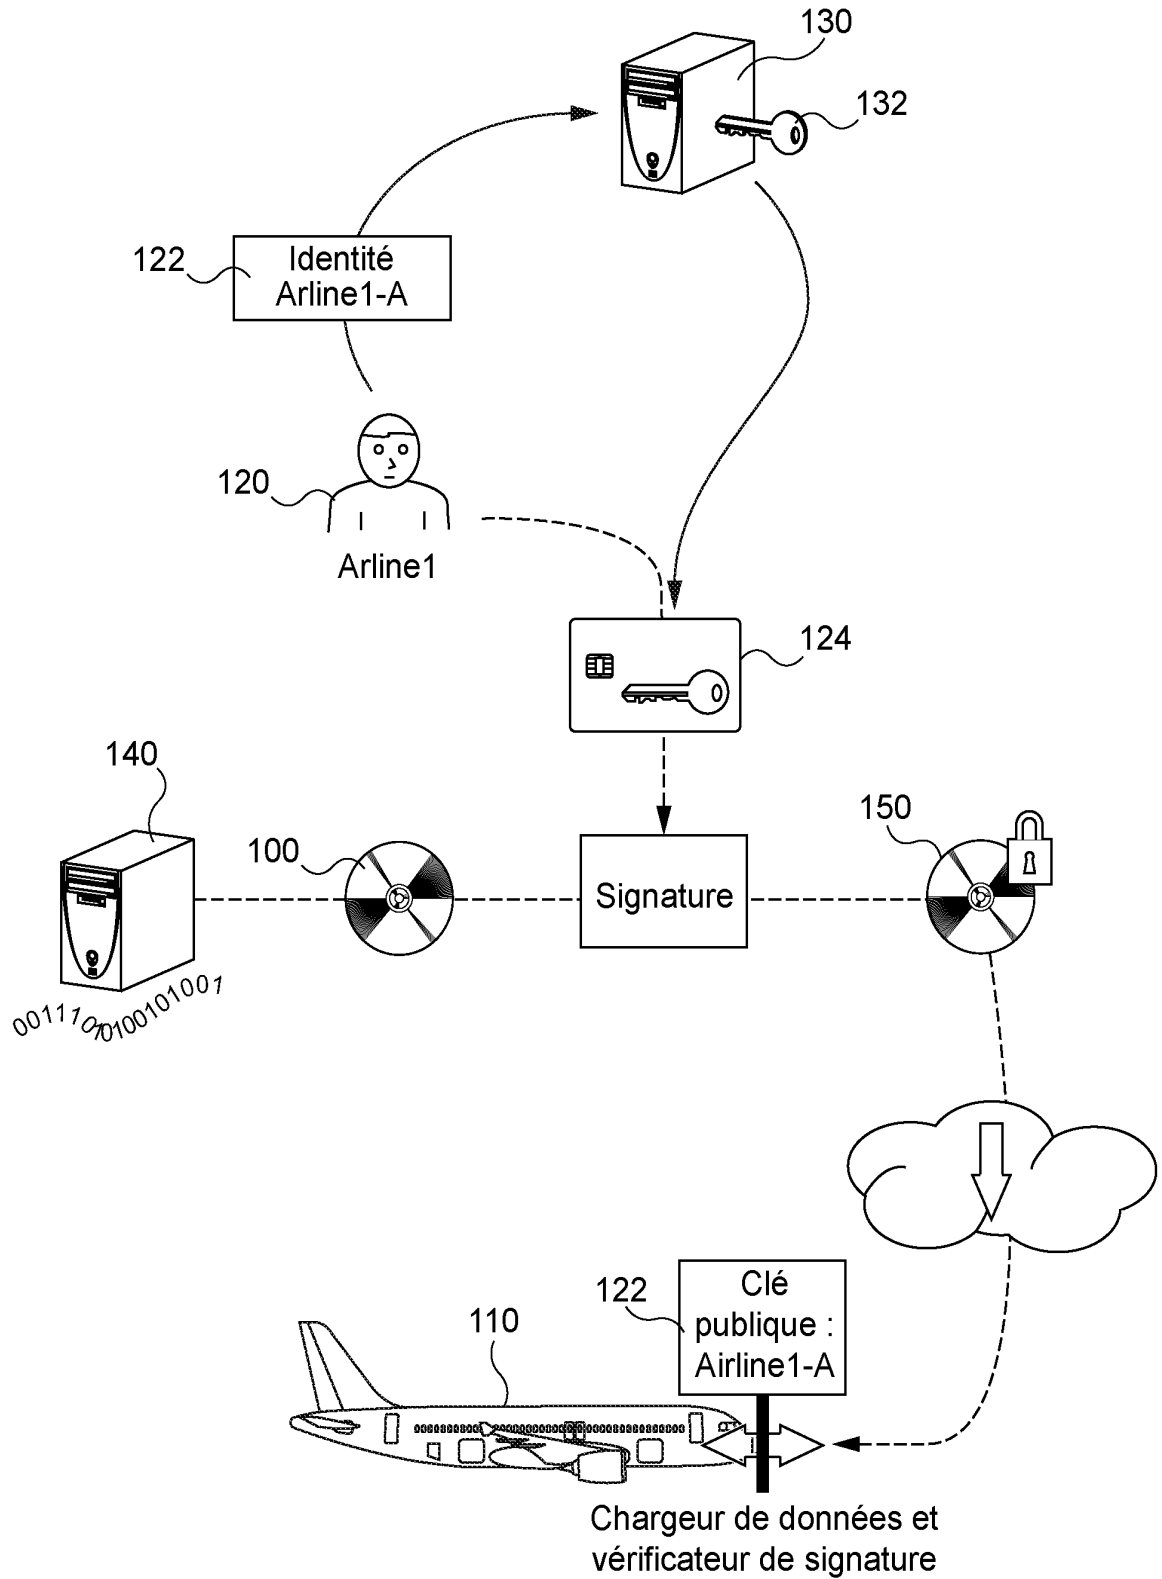 130
132
122
Identité
Arline1-A
120
Arline1
124
140
100
150
Signature
0011101010100101001
122
Clé
publique :
Airline1-A
110
Chargeur de données et
vérificateur de signature